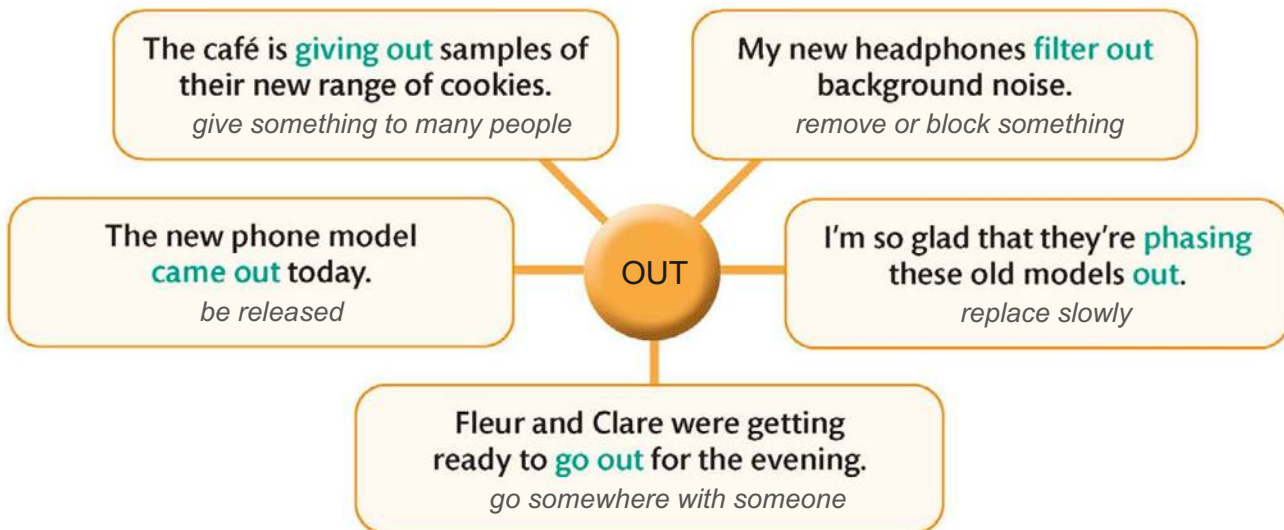 The café is giving out samples of
their new range of cookies.
give something to many people
My new headphones filter out
background noise.
remove or block something
The new phone model
came out today.
be released
OUT
I'm so glad that they're phasing
these old models out.
replace slowly
Fleur and Clare were getting
ready to go out for the evening.
go somewhere with someone